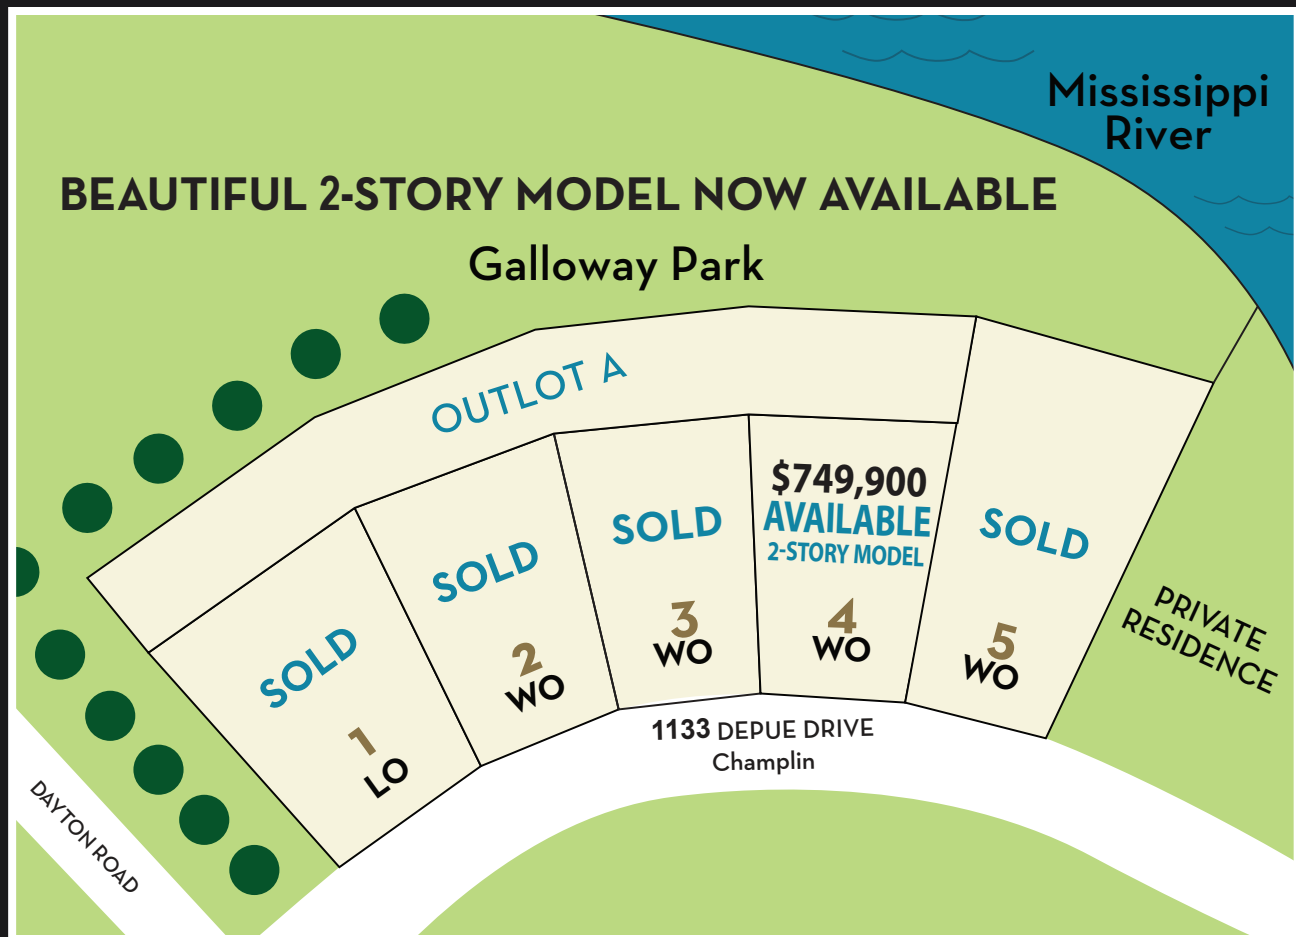 Mississippi
River
BEAUTIFUL 2-STORY MODEL NOW AVAILABLE
Galloway Park
OUTLOT A
SOLD
1
LO
SOLD
2
WO
SOLD
3
WO
$749,900
AVAILABLE
2-STORY MODEL
4
WO
SOLD
5
WO
PRIVATE
RESIDENCE
1133 DEPUE DRIVE
Champlin
DAYTON ROAD